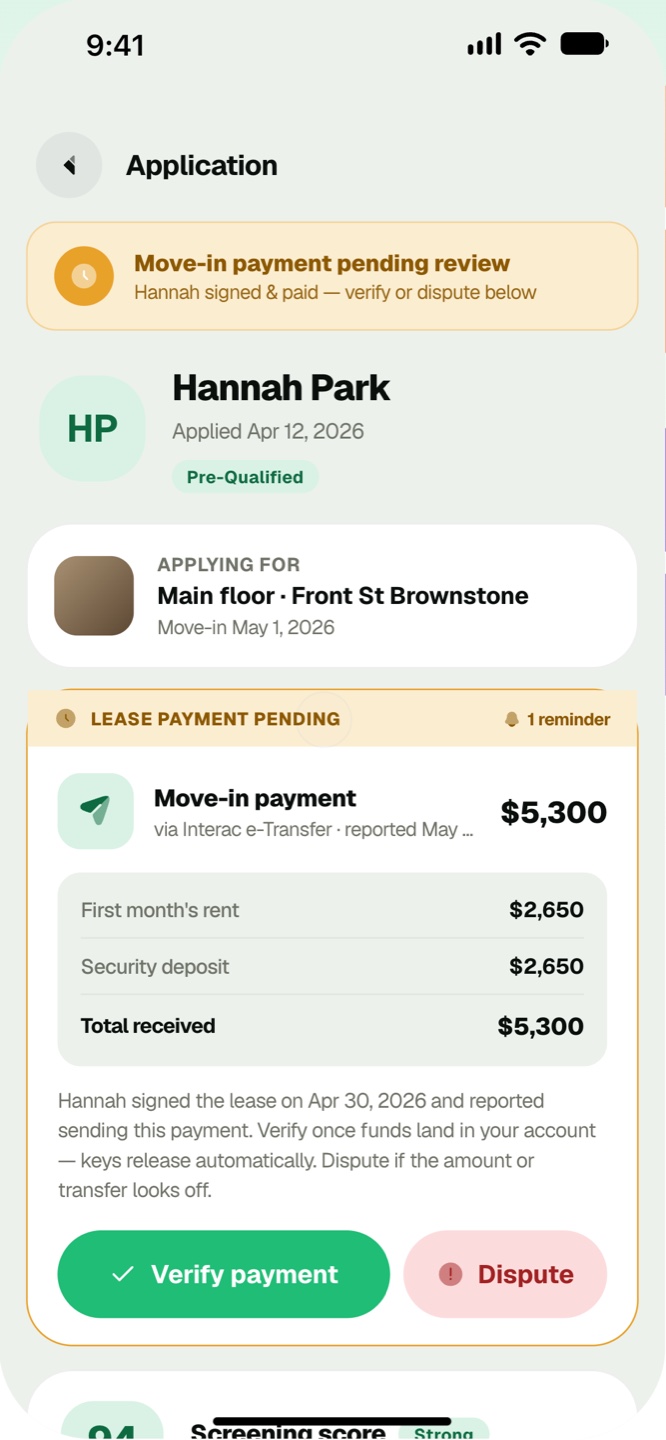 9:41
Application
Move-in payment pending review
Hannah signed & paid — verify or dispute below
HP
Hannah Park
Applied Apr 12, 2026
Pre-Qualified
APPLYING FOR
Main floor · Front St Brownstone
Move-in May 1, 2026
LEASE PAYMENT PENDING
1 reminder
Move-in payment
via Interac e-Transfer · reported May ...
$5,300
First month's rent
$2,650
Security deposit
$2,650
Total received
$5,300
Hannah signed the lease on Apr 30, 2026 and reported
sending this payment. Verify once funds land in your account
— keys release automatically. Dispute if the amount or
transfer looks off.
Verify payment
Dispute
94
Screening score
Strong